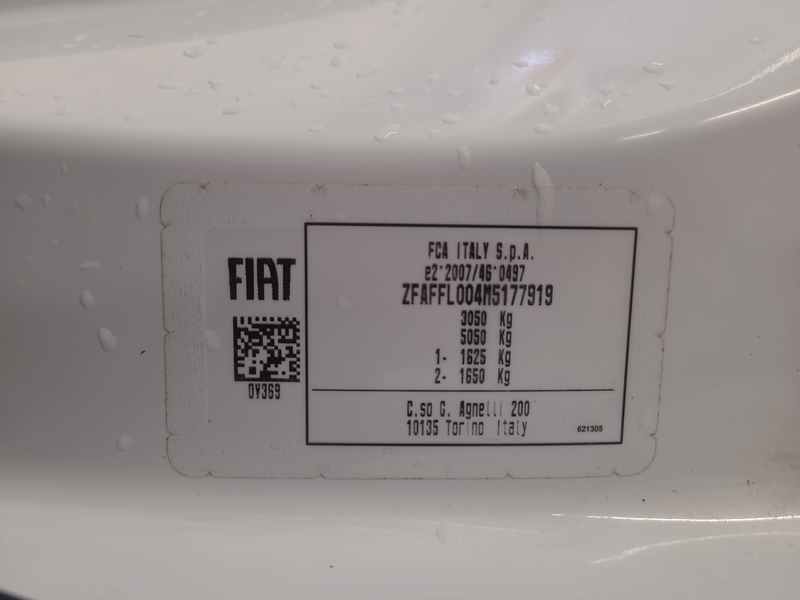 FIAT
0V369
FCA ITALY S.p.A.
e2*2007/46*0497
ZFAFFL004M5177919
3050 Kg
5050 Kg
1- 1625 Kg
2- 1650 Kg
C.so G. Agnelli 200
10135 Torino Italy
621305